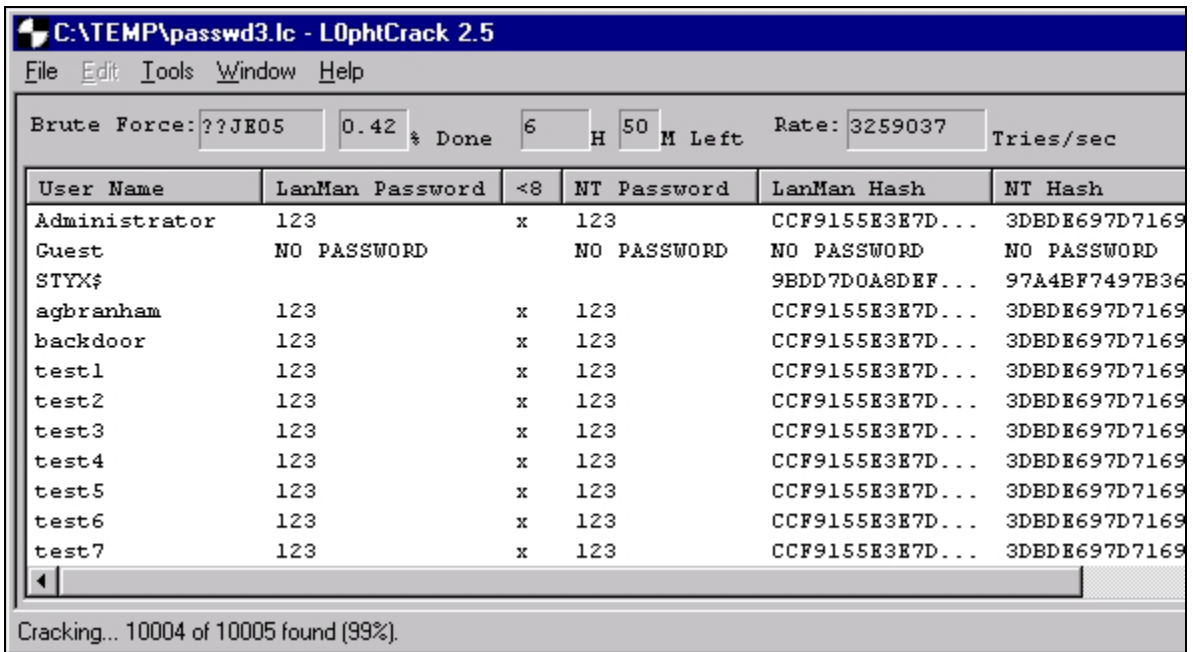 C:\TEMP\passwd3.lc - L0phtCrack 2.5
File Edit Tools Window Help
Brute Force: ??JE05 0.42 % Done 6 H 50 M Left Rate: 3259037 Tries/sec
User Name LanMan Password <8 NT Password LanMan Hash NT Hash
Administrator 123 x 123 CCF9155E3E7D... 3DBDE697D7169
Guest NO PASSWORD NO PASSWORD NO PASSWORD NO PASSWORD
STYX$ 9BDD7D0A8DEF... 97A4BF7497B36
agbranham 123 x 123 CCF9155E3E7D... 3DBDE697D7169
backdoor 123 x 123 CCF9155E3E7D... 3DBDE697D7169
test1 123 x 123 CCF9155E3E7D... 3DBDE697D7169
test2 123 x 123 CCF9155E3E7D... 3DBDE697D7169
test3 123 x 123 CCF9155E3E7D... 3DBDE697D7169
test4 123 x 123 CCF9155E3E7D... 3DBDE697D7169
test5 123 x 123 CCF9155E3E7D... 3DBDE697D7169
test6 123 x 123 CCF9155E3E7D... 3DBDE697D7169
test7 123 x 123 CCF9155E3E7D... 3DBDE697D7169
Cracking... 10004 of 10005 found (99%).